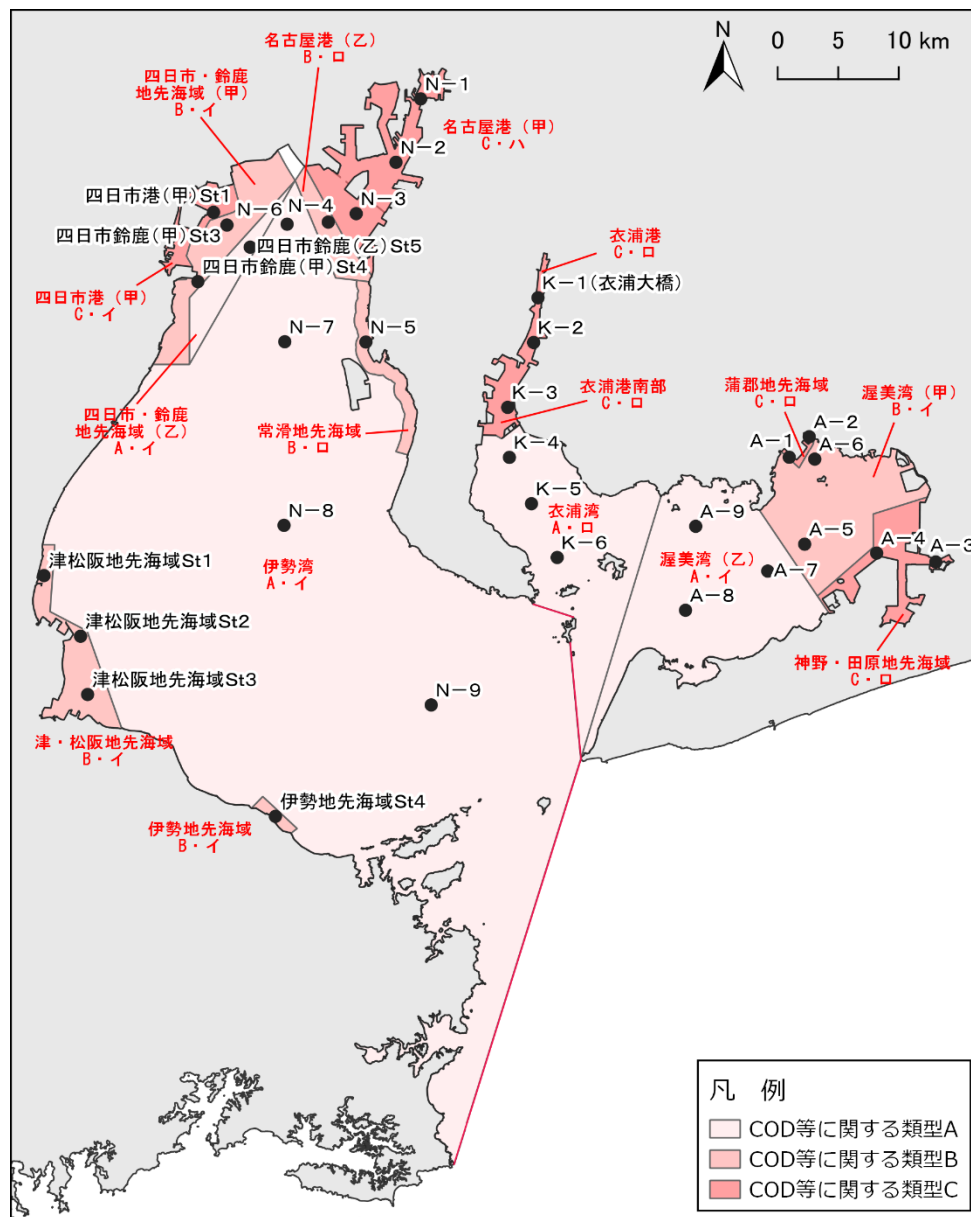 名古屋港（乙）
B・ロ
N
0 5 10 km
四日市・鈴鹿
地先海域（甲）
B・イ
N－1
名古屋港（甲）
C・ハ
N－2
四日市港(甲)St1
N－6
N－4
N－3
四日市鈴鹿(甲)St3
四日市鈴鹿(乙)St5
四日市鈴鹿(甲)St4
衣浦港
C・ロ
K－1(衣浦大橋)
四日市港（甲）
C・イ
N－7
N－5
K－2
四日市・鈴鹿
地先海域（乙）
A・イ
常滑地先海域
B・ロ
K－3
衣浦港南部
C・ロ
蒲郡地先海域
C・ロ
渥美湾（甲）
B・イ
A－2
A－1
A－6
K－4
K－5
衣浦湾
A・ロ
K－6
N－8
伊勢湾
A・イ
A－9
A－5
A－4
A－3
渥美湾（乙）
A・イ
A－7
A－8
津松阪地先海域St1
津松阪地先海域St2
神野・田原地先海域
C・ロ
津松阪地先海域St3
N－9
津・松阪地先海域
B・イ
伊勢地先海域St4
伊勢地先海域
B・イ
凡　例
COD等に関する類型A
COD等に関する類型B
COD等に関する類型C